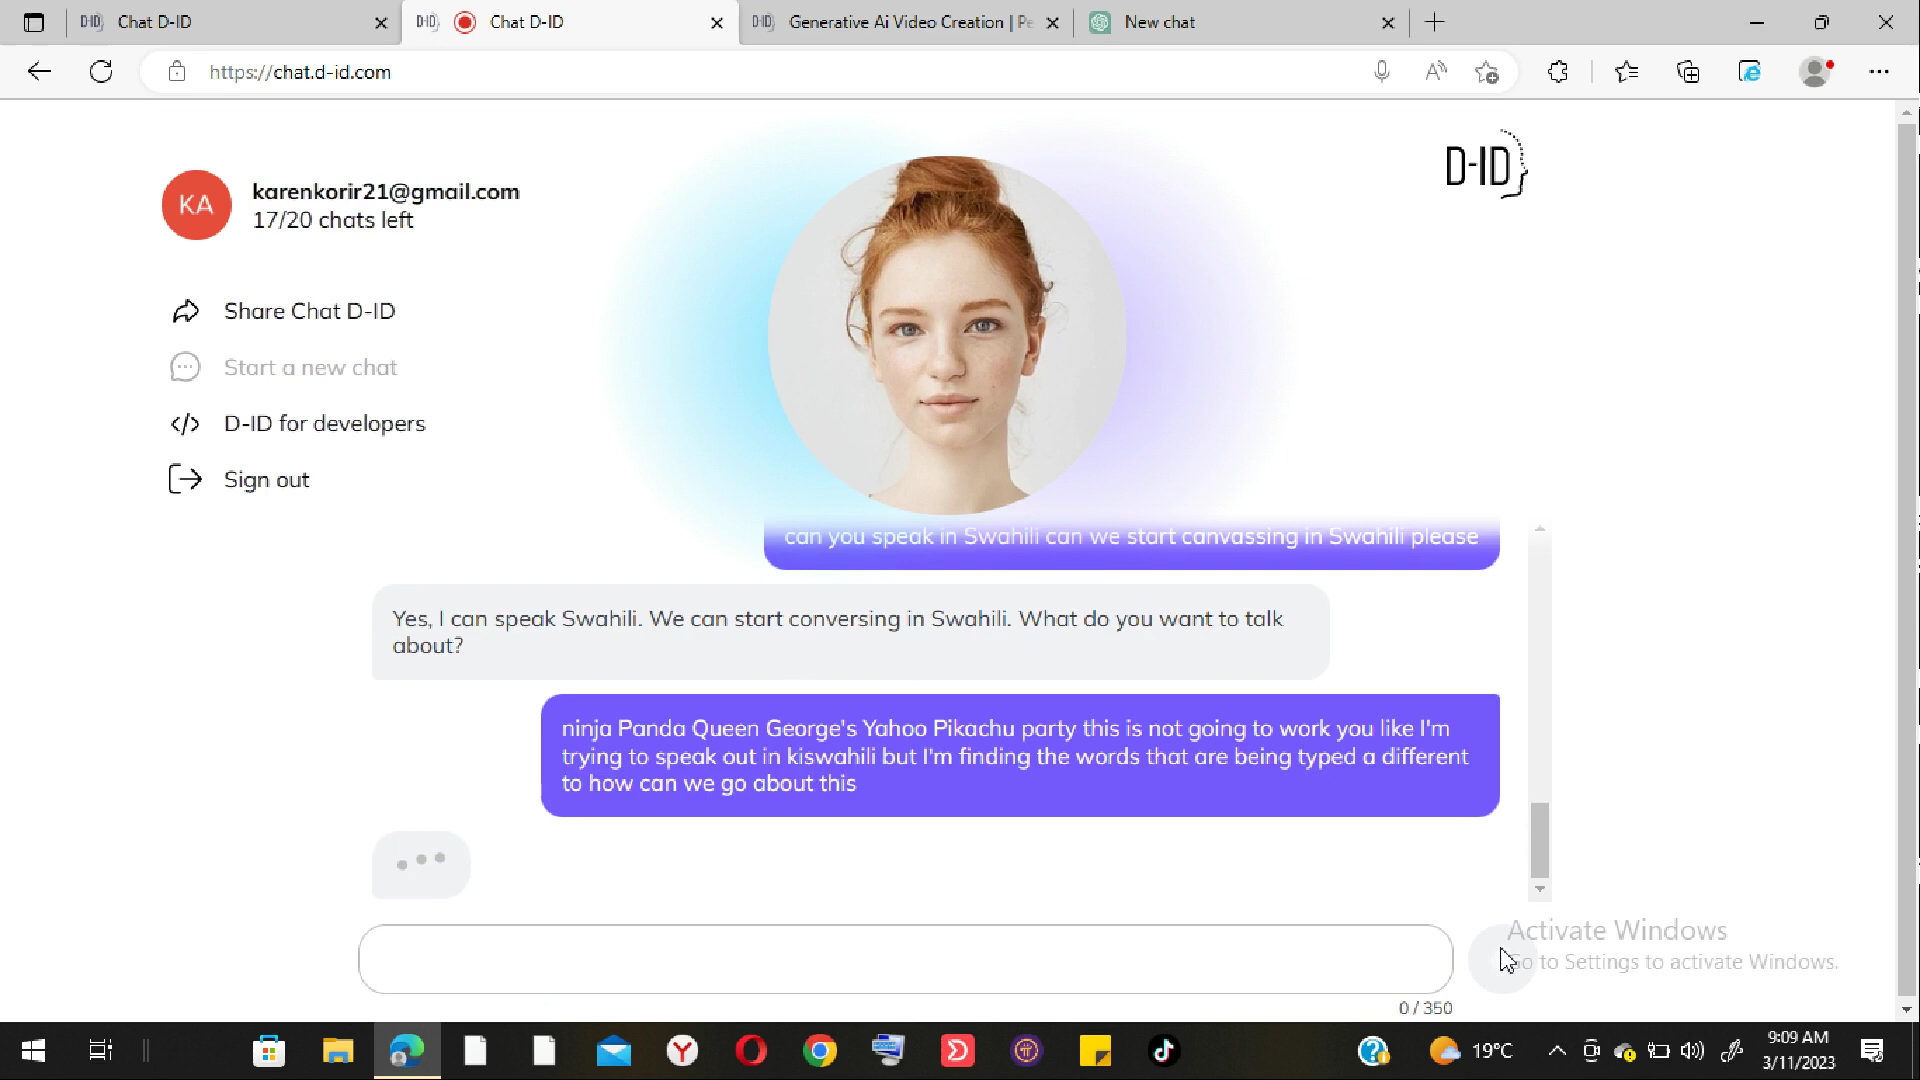 Chat D-ID
Chat D-ID
Generative Ai Video Creation | Pe
New chat
https://chat.d-id.com
D-ID
KA
karenkorir21@gmail.com
17/20 chats left
Share Chat D-ID
Start a new chat
D-ID for developers
Sign out
can you speak in Swahili can we start canvassing in Swahili please
Yes, I can speak Swahili. We can start conversing in Swahili. What do you want to talk
about?
ninja Panda Queen George's Yahoo Pikachu party this is not going to work you like I'm
trying to speak out in kiswahili but I'm finding the words that are being typed a different
to how can we go about this
Activate Windows
Go to Settings to activate Windows.
0 / 350
19°C
9:09 AM
3/11/2023